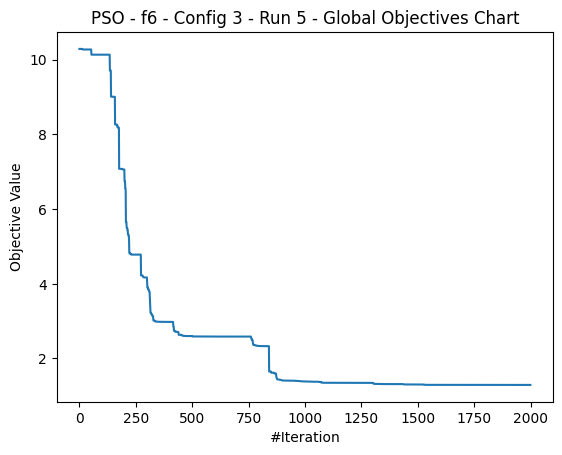 PSO - f6 - Config 3 - Run 5 - Global Objectives Chart
Objective Value
10
8
6
4
2
0 250 500 750 1000 1250 1500 1750 2000
#Iteration